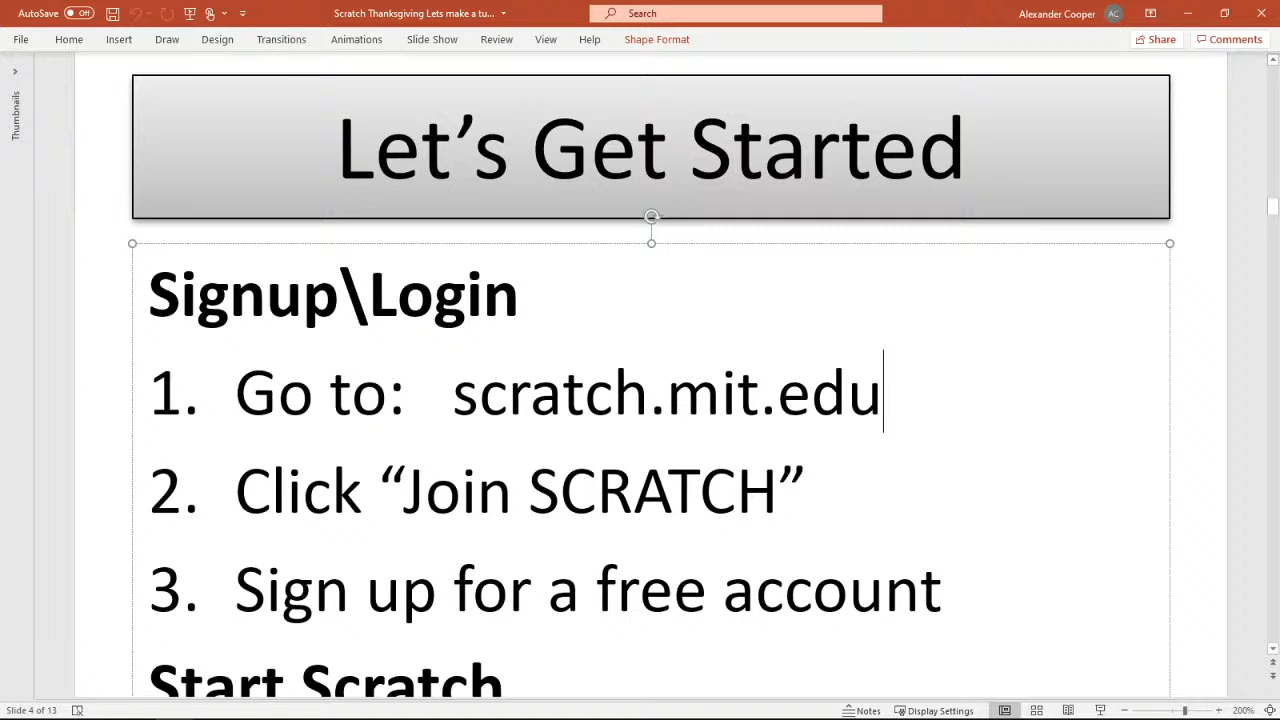 AutoSave Off Scratch Thanksgiving Lets make a tu... Search Alexander Cooper AC
File Home Insert Draw Design Transitions Animations Slide Show Review View Help Shape Format Share Comments
Thumbnails
Let’s Get Started
Signup\Login
1. Go to: scratch.mit.edu
2. Click “Join SCRATCH”
3. Sign up for a free account
Start Scratch
Slide 4 of 13 Notes Display Settings 200%